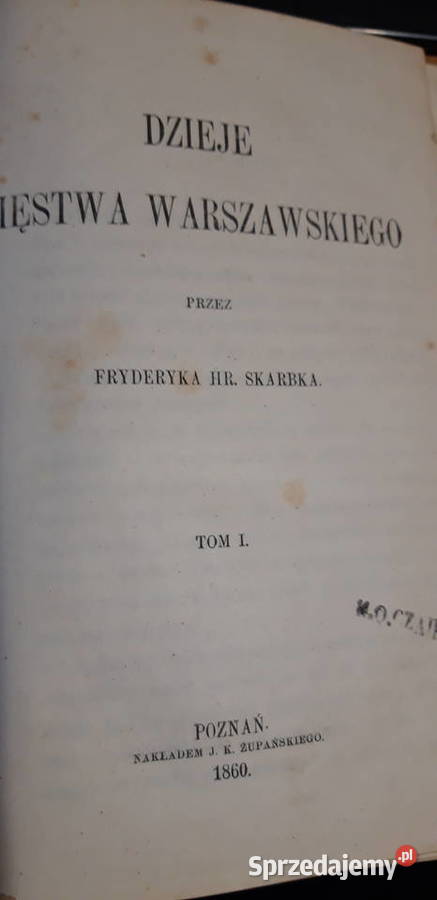 DZIEJE
IĘSTWA WARSZAWSKIEGO
PRZEZ
FRYDERYKA HR. SKARBKA.
TOM I.
POZNAŃ.
NAKŁADEM J. K. ŻUPAŃSKIEGO.
1860.
Sprzedajemy.pl